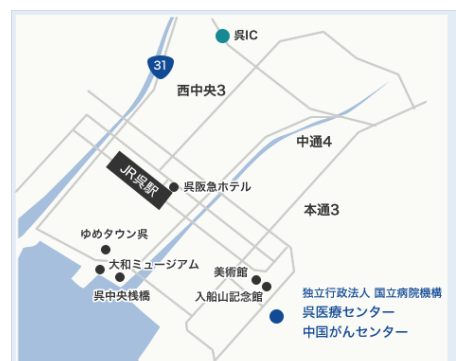 呉IC
31
西中央3
中通4
JR呉駅
呉阪急ホテル
本通3
ゆめタウン呉
大和ミュージアム
美術館
呉中央桟橋
入船山記念館
独立行政法人 国立病院機構
呉医療センター
中国がんセンター